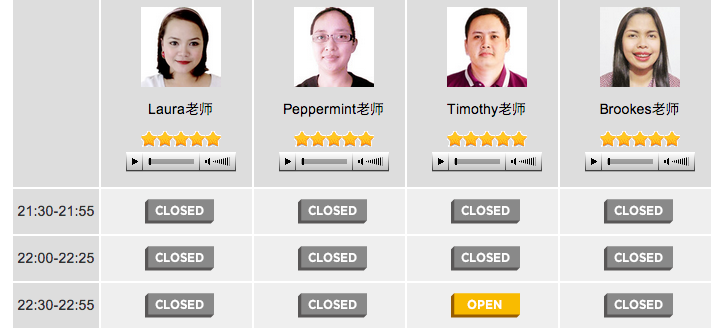 Laura老师 Peppermint老师 Timothy老师 Brookes老师
21:30-21:55 CLOSED CLOSED CLOSED CLOSED
22:00-22:25 CLOSED CLOSED CLOSED CLOSED
22:30-22:55 CLOSED CLOSED OPEN CLOSED